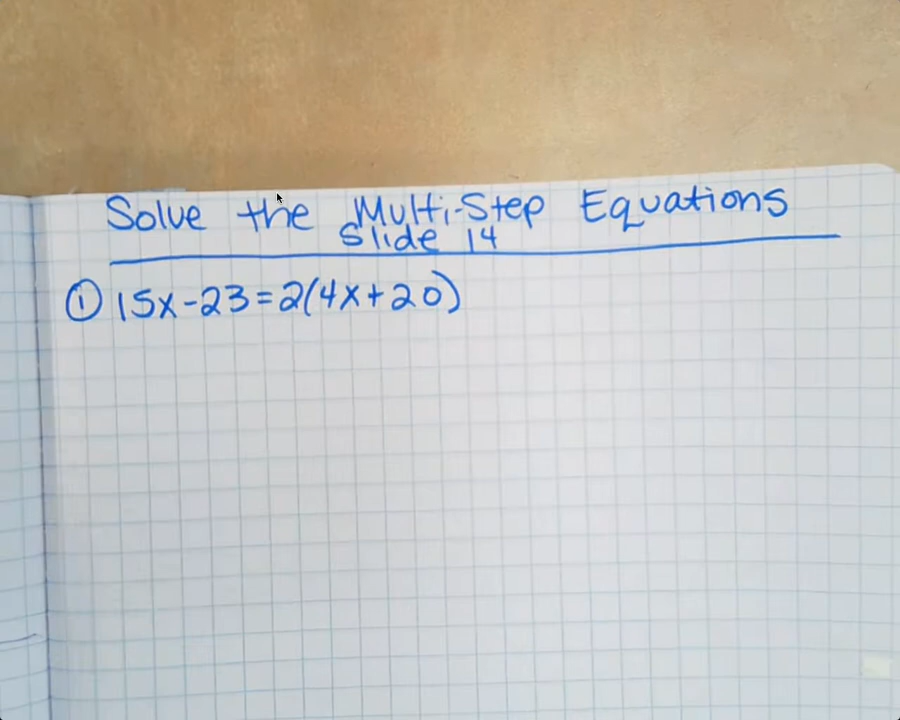 Solve the Multi-Step Equations
Slide 14
① 15x-23=2(4x+20)